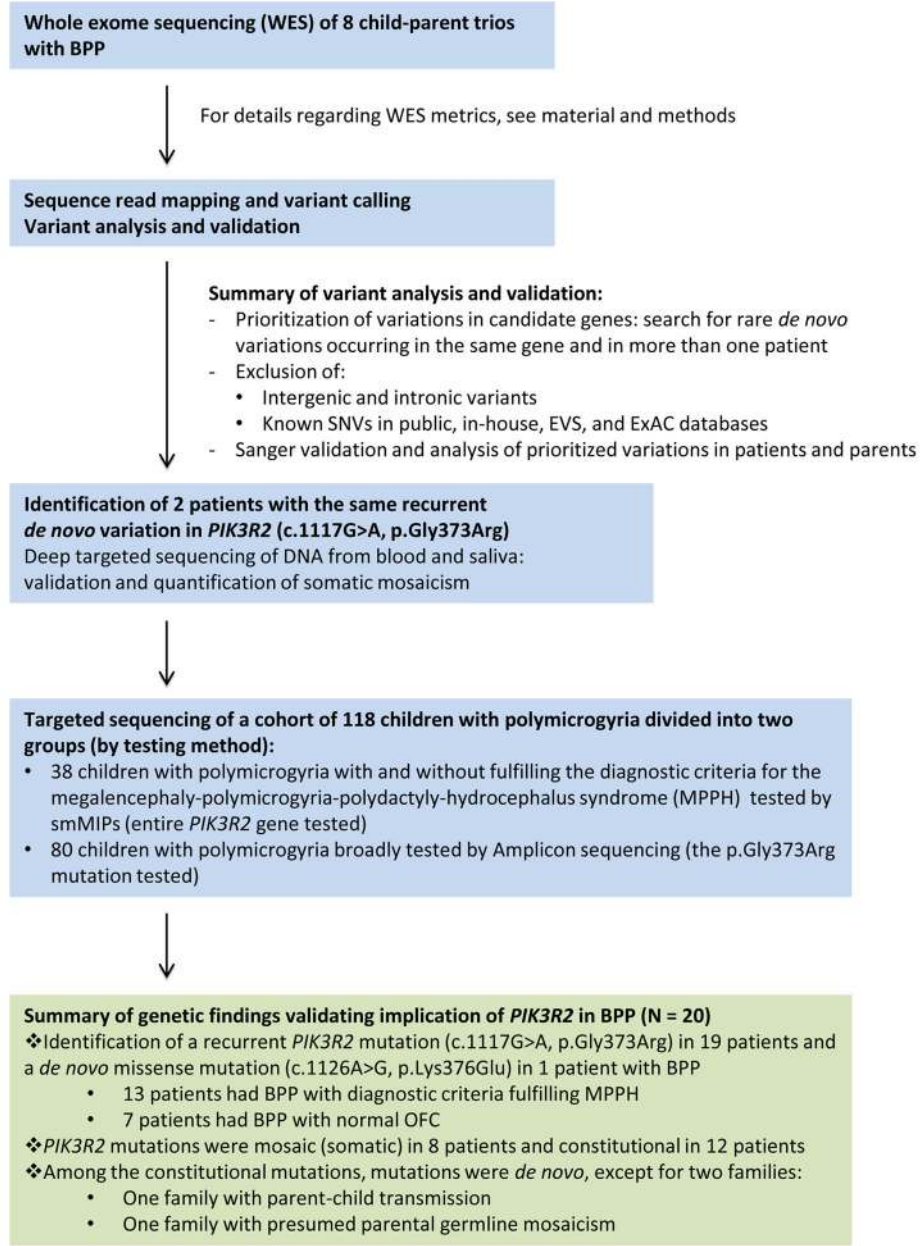 Whole exome sequencing (WES) of 8 child-parent trios
with BPP
For details regarding WES metrics, see material and methods
Sequence read mapping and variant calling
Variant analysis and validation
Summary of variant analysis and validation:
- Prioritization of variations in candidate genes: search for rare de novo
variations occurring in the same gene and in more than one patient
- Exclusion of:
• Intergenic and intronic variants
• Known SNVs in public, in-house, EVS, and ExAC databases
- Sanger validation and analysis of prioritized variations in patients and parents
Identification of 2 patients with the same recurrent
de novo variation in PIK3R2 (c.1117G>A, p.Gly373Arg)
Deep targeted sequencing of DNA from blood and saliva:
validation and quantification of somatic mosaicism
Targeted sequencing of a cohort of 118 children with polymicrogyria divided into two
groups (by testing method):
• 38 children with polymicrogyria with and without fulfilling the diagnostic criteria for the
megalencephaly-polymicrogyria-polydactyly-hydrocephalus syndrome (MPPH) tested by
smMIPs (entire PIK3R2 gene tested)
• 80 children with polymicrogyria broadly tested by Amplicon sequencing (the p.Gly373Arg
mutation tested)
Summary of genetic findings validating implication of PIK3R2 in BPP (N = 20)
❖Identification of a recurrent PIK3R2 mutation (c.1117G>A, p.Gly373Arg) in 19 patients and
a de novo missense mutation (c.1126A>G, p.Lys376Glu) in 1 patient with BPP
• 13 patients had BPP with diagnostic criteria fulfilling MPPH
• 7 patients had BPP with normal OFC
❖PIK3R2 mutations were mosaic (somatic) in 8 patients and constitutional in 12 patients
❖Among the constitutional mutations, mutations were de novo, except for two families:
• One family with parent-child transmission
• One family with presumed parental germline mosaicism